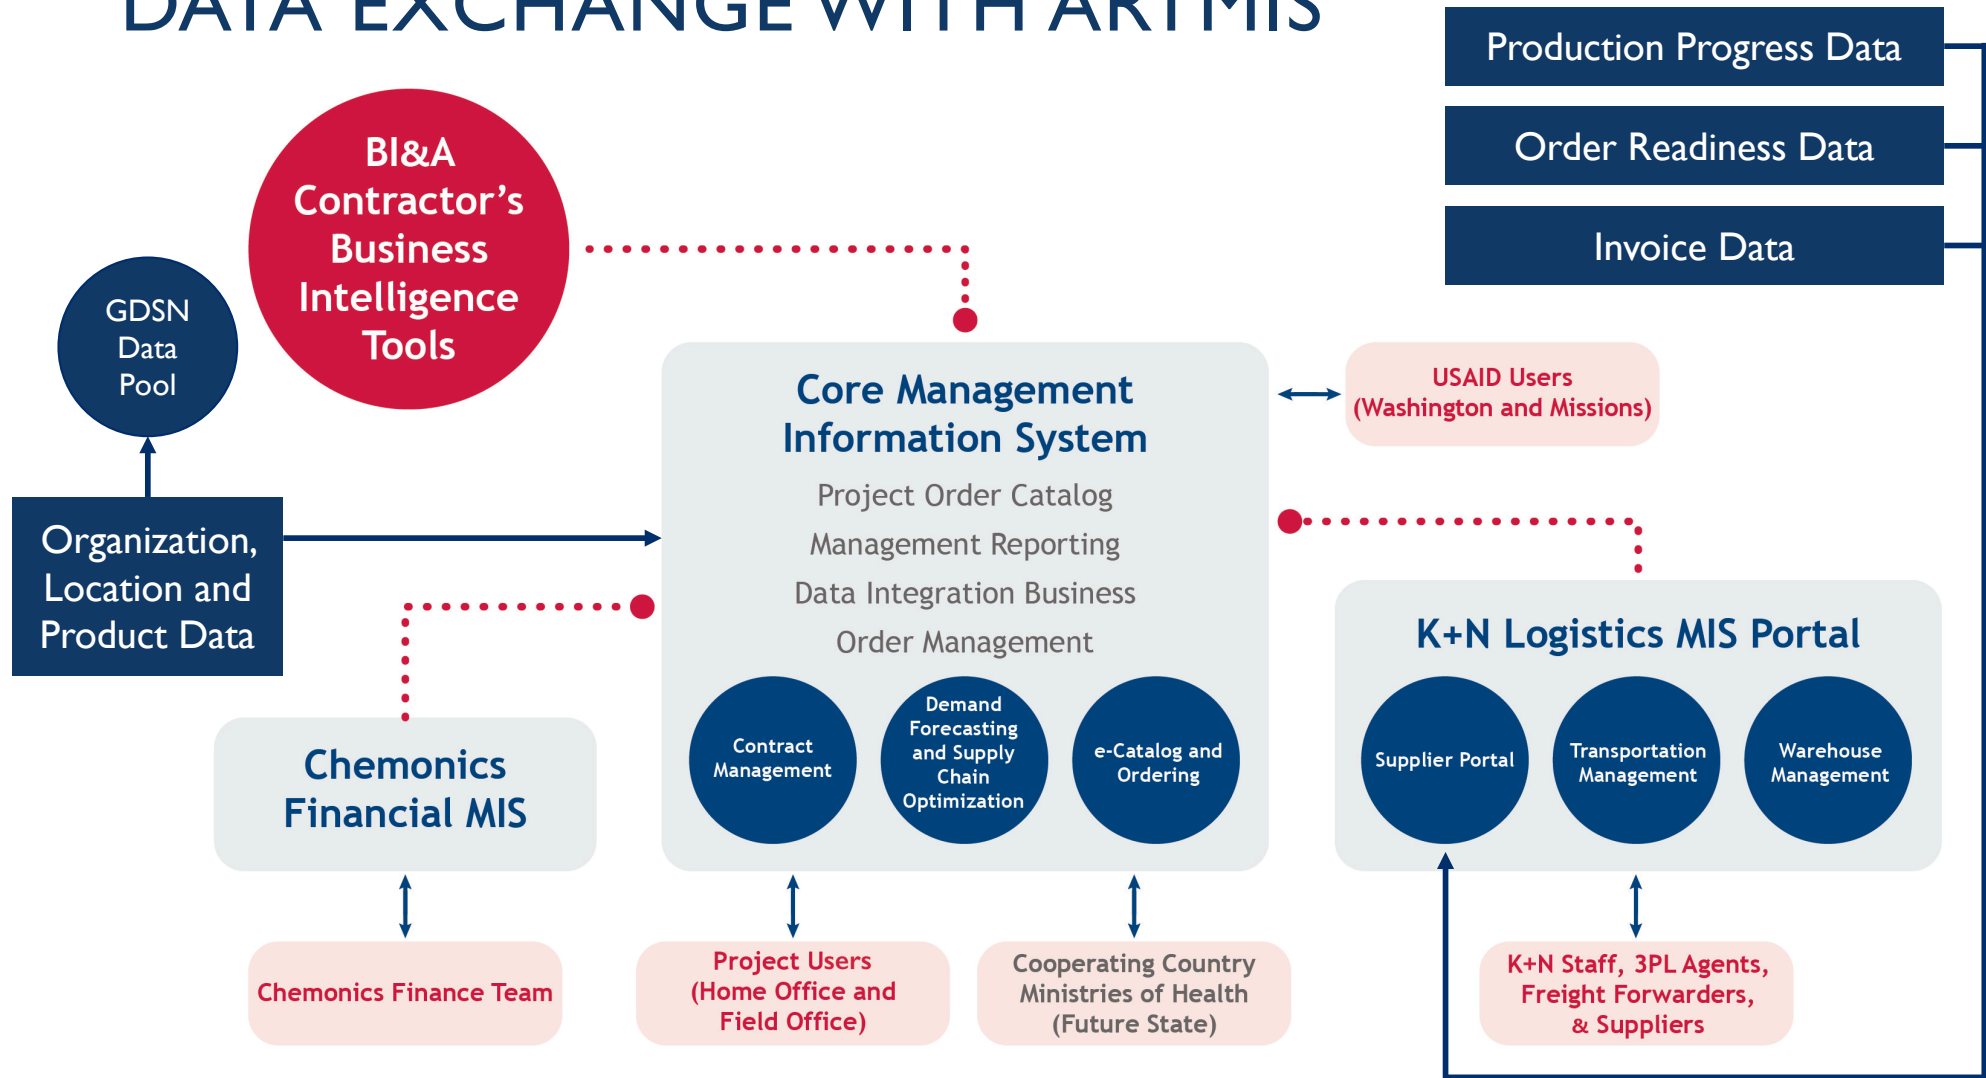 DATA EXCHANGE WITH ARTMIS
Production Progress Data
Order Readiness Data
Invoice Data
BI&A
Contractor’s
Business
Intelligence
Tools
GDSN
Data
Pool
Organization,
Location and
Product Data
Core Management
Information System
Project Order Catalog
Management Reporting
Data Integration Business
Order Management
Contract
Management
Demand
Forecasting
and Supply
Chain
Optimization
e-Catalog and
Ordering
USAID Users
(Washington and Missions)
K+N Logistics MIS Portal
Supplier Portal
Transportation
Management
Warehouse
Management
Chemonics
Financial MIS
Chemonics Finance Team
Project Users
(Home Office and
Field Office)
Cooperating Country
Ministries of Health
(Future State)
K+N Staff, 3PL Agents,
Freight Forwarders,
& Suppliers